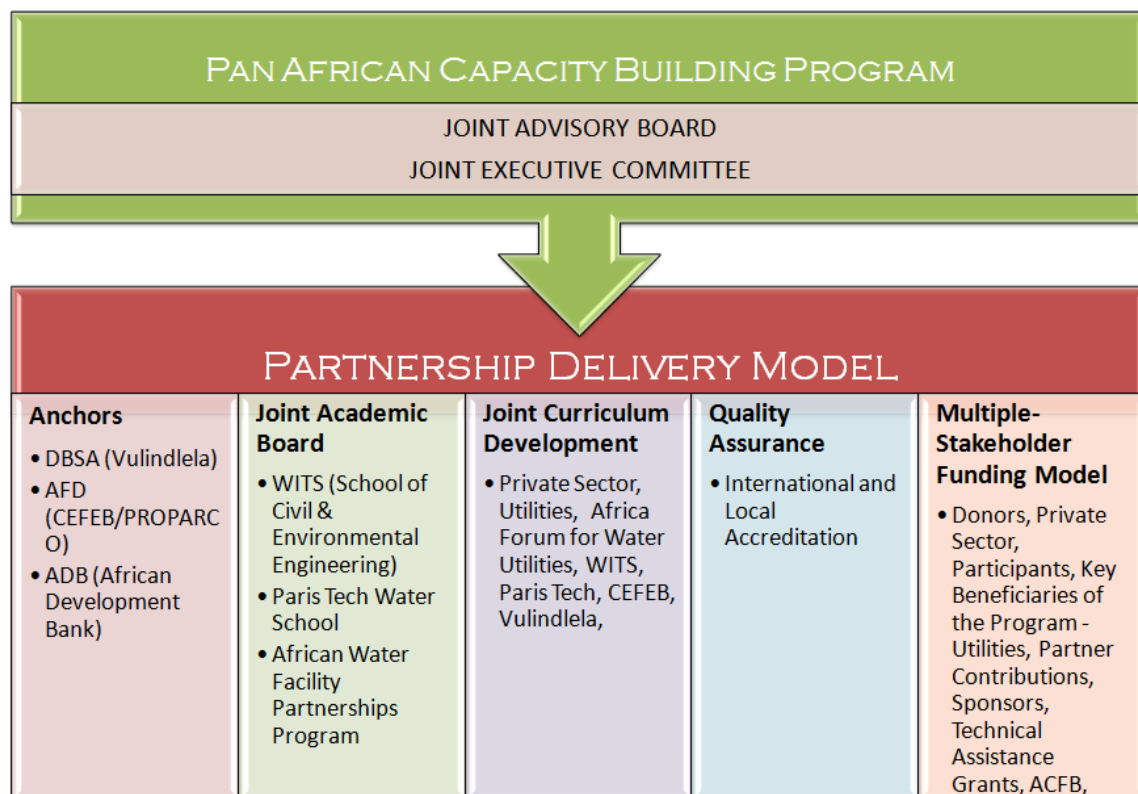 PAN AFRICAN CAPACITY BUILDING PROGRAM
JOINT ADVISORY BOARD
JOINT EXECUTIVE COMMITTEE
PARTNERSHIP DELIVERY MODEL
Anchors
• DBSA (Vulindlela)
• AFD
(CEFEB/PROPARC
O)
• ADB (African
Development
Bank)
Joint Academic
Board
• WITS (School of
Civil &
Environmental
Engineering)
• Paris Tech Water
School
• African Water
Facility
Partnerships
Program
Joint Curriculum
Development
• Private Sector,
Utilities, Africa
Forum for Water
Utilities, WITS,
Paris Tech, CEFEB,
Vulindlela,
Quality
Assurance
• International and
Local
Accreditation
Multiple-
Stakeholder
Funding Model
• Donors, Private
Sector,
Participants, Key
Beneficiaries of
the Program -
Utilities, Partner
Contributions,
Sponsors,
Technical
Assistance
Grants, ACFB,